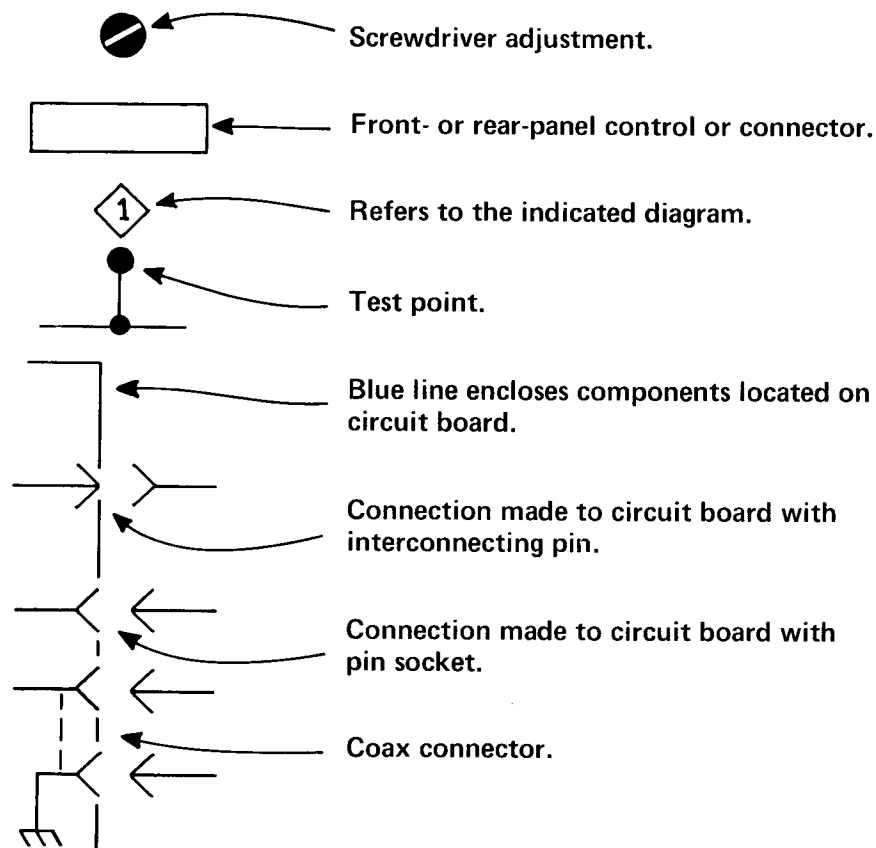 Screwdriver adjustment.
Front- or rear-panel control or connector.
1
Refers to the indicated diagram.
Test point.
Blue line encloses components located on
circuit board.
Connection made to circuit board with
interconnecting pin.
Connection made to circuit board with
pin socket.
Coax connector.